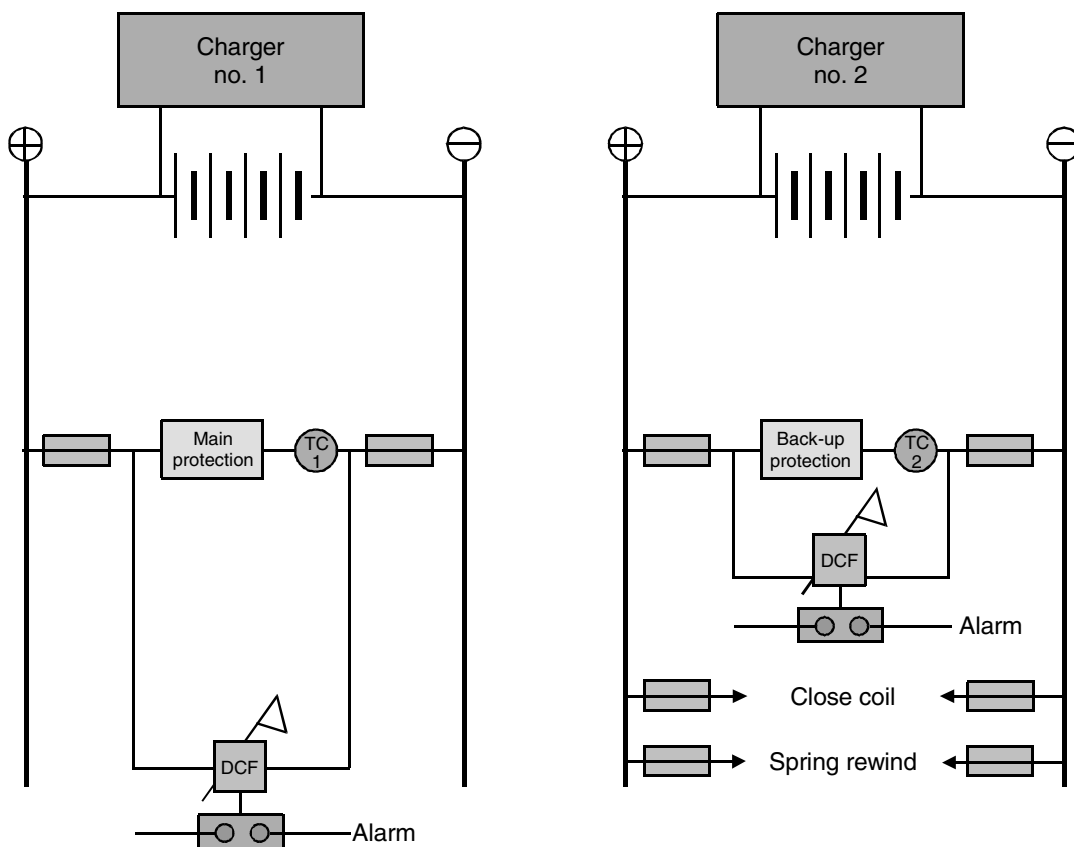 Charger
no. 1
Main
protection
TC
1
DCF
Alarm
Charger
no. 2
Back-up
protection
TC
2
DCF
Alarm
Close coil
Spring rewind